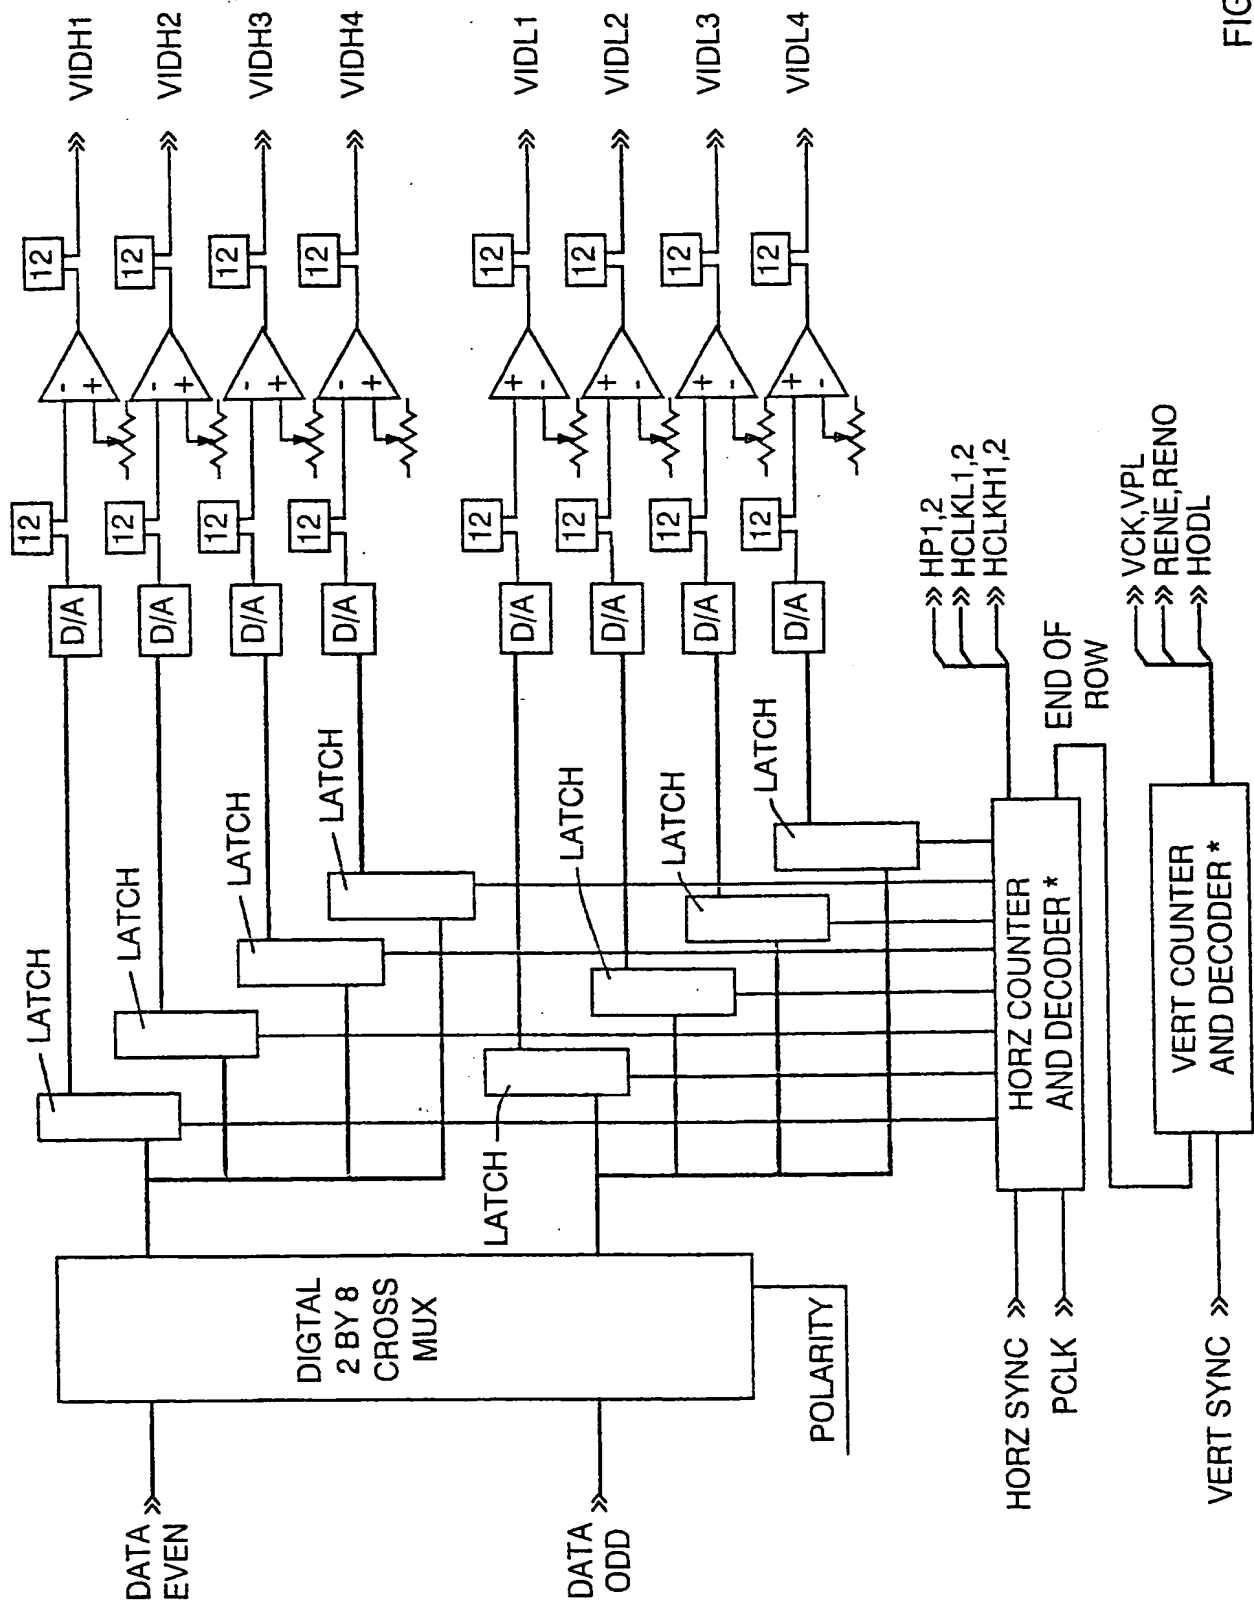 VIDH1
VIDH2
VIDH3
VIDH4
VIDL1
VIDL2
VIDL3
VIDL4
12
12
12
12
12
12
12
12
-
+
-
+
-
+
-
+
+
-
+
-
+
-
+
-
12
12
12
12
12
12
12
12
D/A
D/A
D/A
D/A
D/A
D/A
D/A
D/A
LATCH
LATCH
LATCH
LATCH
LATCH
LATCH
LATCH
LATCH
DIGTAL
2 BY 8
CROSS
MUX
POLARITY
DATA
EVEN
DATA
ODD
HP1,2
HCLKL1,2
HCLKH1,2
END OF
ROW
HORZ COUNTER
AND DECODER*
HORZ SYNC
PCLK
VCK,VPL
RENE,RENO
HODL
VERT COUNTER
AND DECODER*
VERT SYNC
FIG